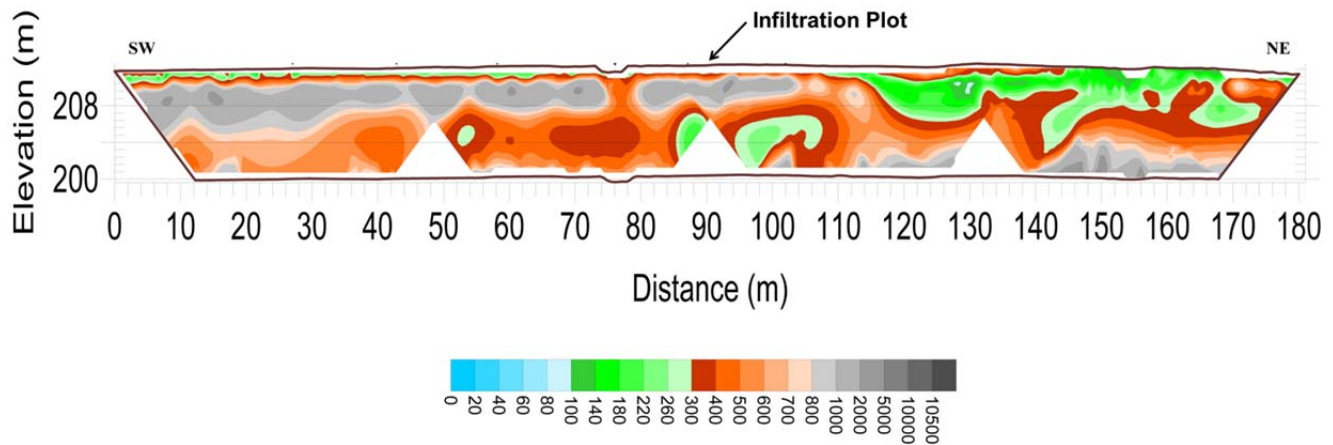 Infiltration Plot
SW
NE
Elevation (m)
208
200
0 10 20 30 40 50 60 70 80 90 100 110 120 130 140 150 160 170 180
Distance (m)
0 20 40 60 80 100 140 180 220 260 300 400 500 600 700 800 1000 2000 5000 10000 10500